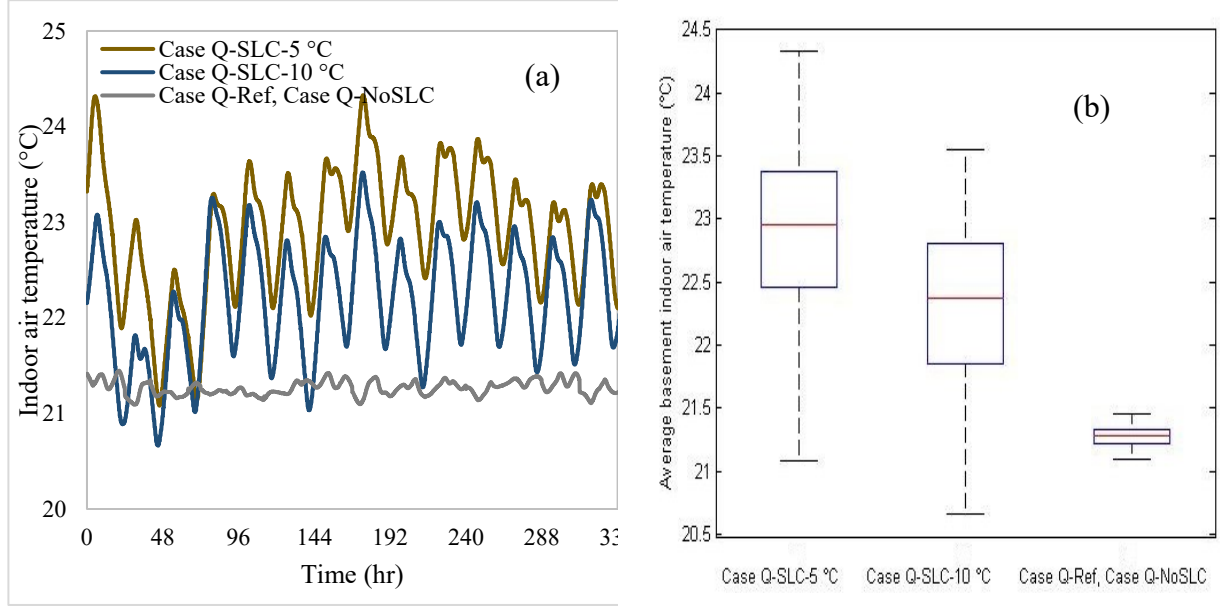 25
24
23
22
21
20
Indoor air temperature (°C)
Case Q-SLC-5 °C
Case Q-SLC-10 °C
Case Q-Ref, Case Q-NoSLC
(a)
0 48 96 144 192 240 288 33
Time (hr)
24.5
24
23.5
23
22.5
22
21.5
21
20.5
Average basement indoor air temperature (°C)
(b)
Case Q-SLC-5 °C Case Q-SLC-10 °C Case Q-Ref, Case Q-NoSLC